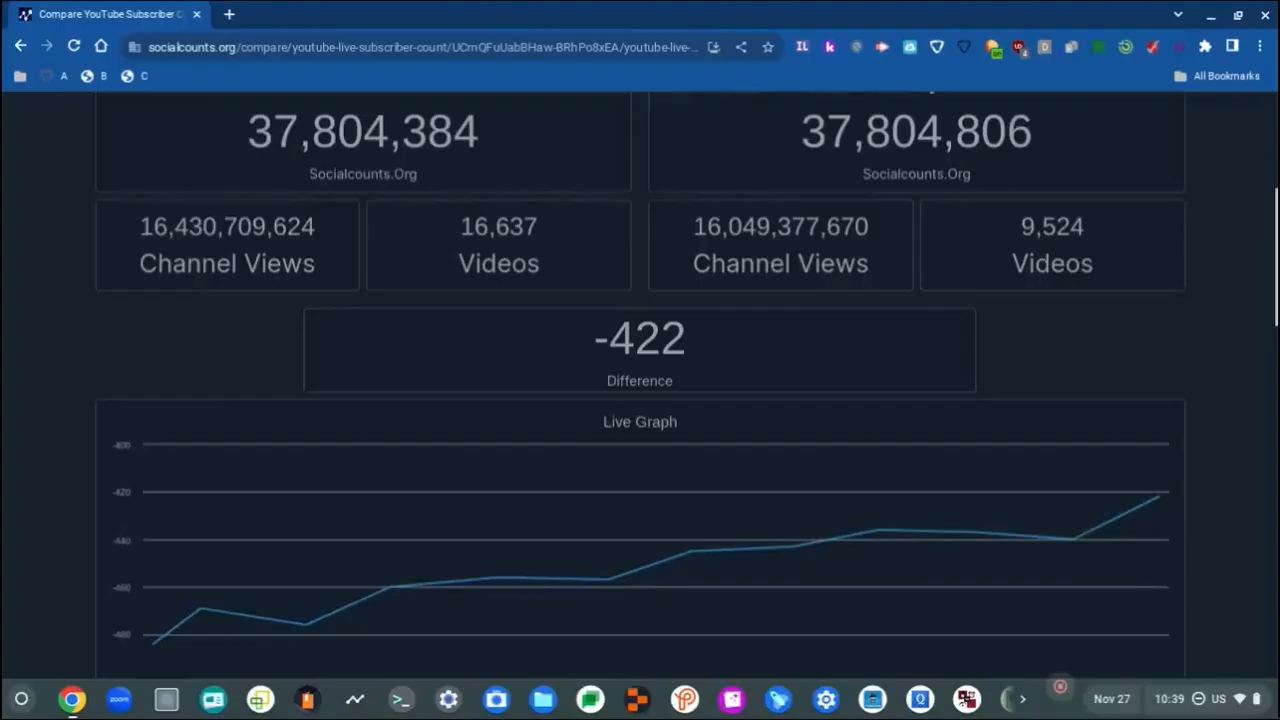 Compare YouTube Subscriber C
socialcounts.org/compare/youtube-live-subscriber-count/UCmQFuUabBHaw-BRhPo8xEA/youtube-live-...
A B C All Bookmarks
37,804,384 37,804,806
Socialcounts.Org Socialcounts.Org
16,430,709,624 16,637 16,049,377,670 9,524
Channel Views Videos Channel Views Videos
-422
Difference
Live Graph
-400
-420
-440
-460
-480
zoom Nov 27 10:39 US